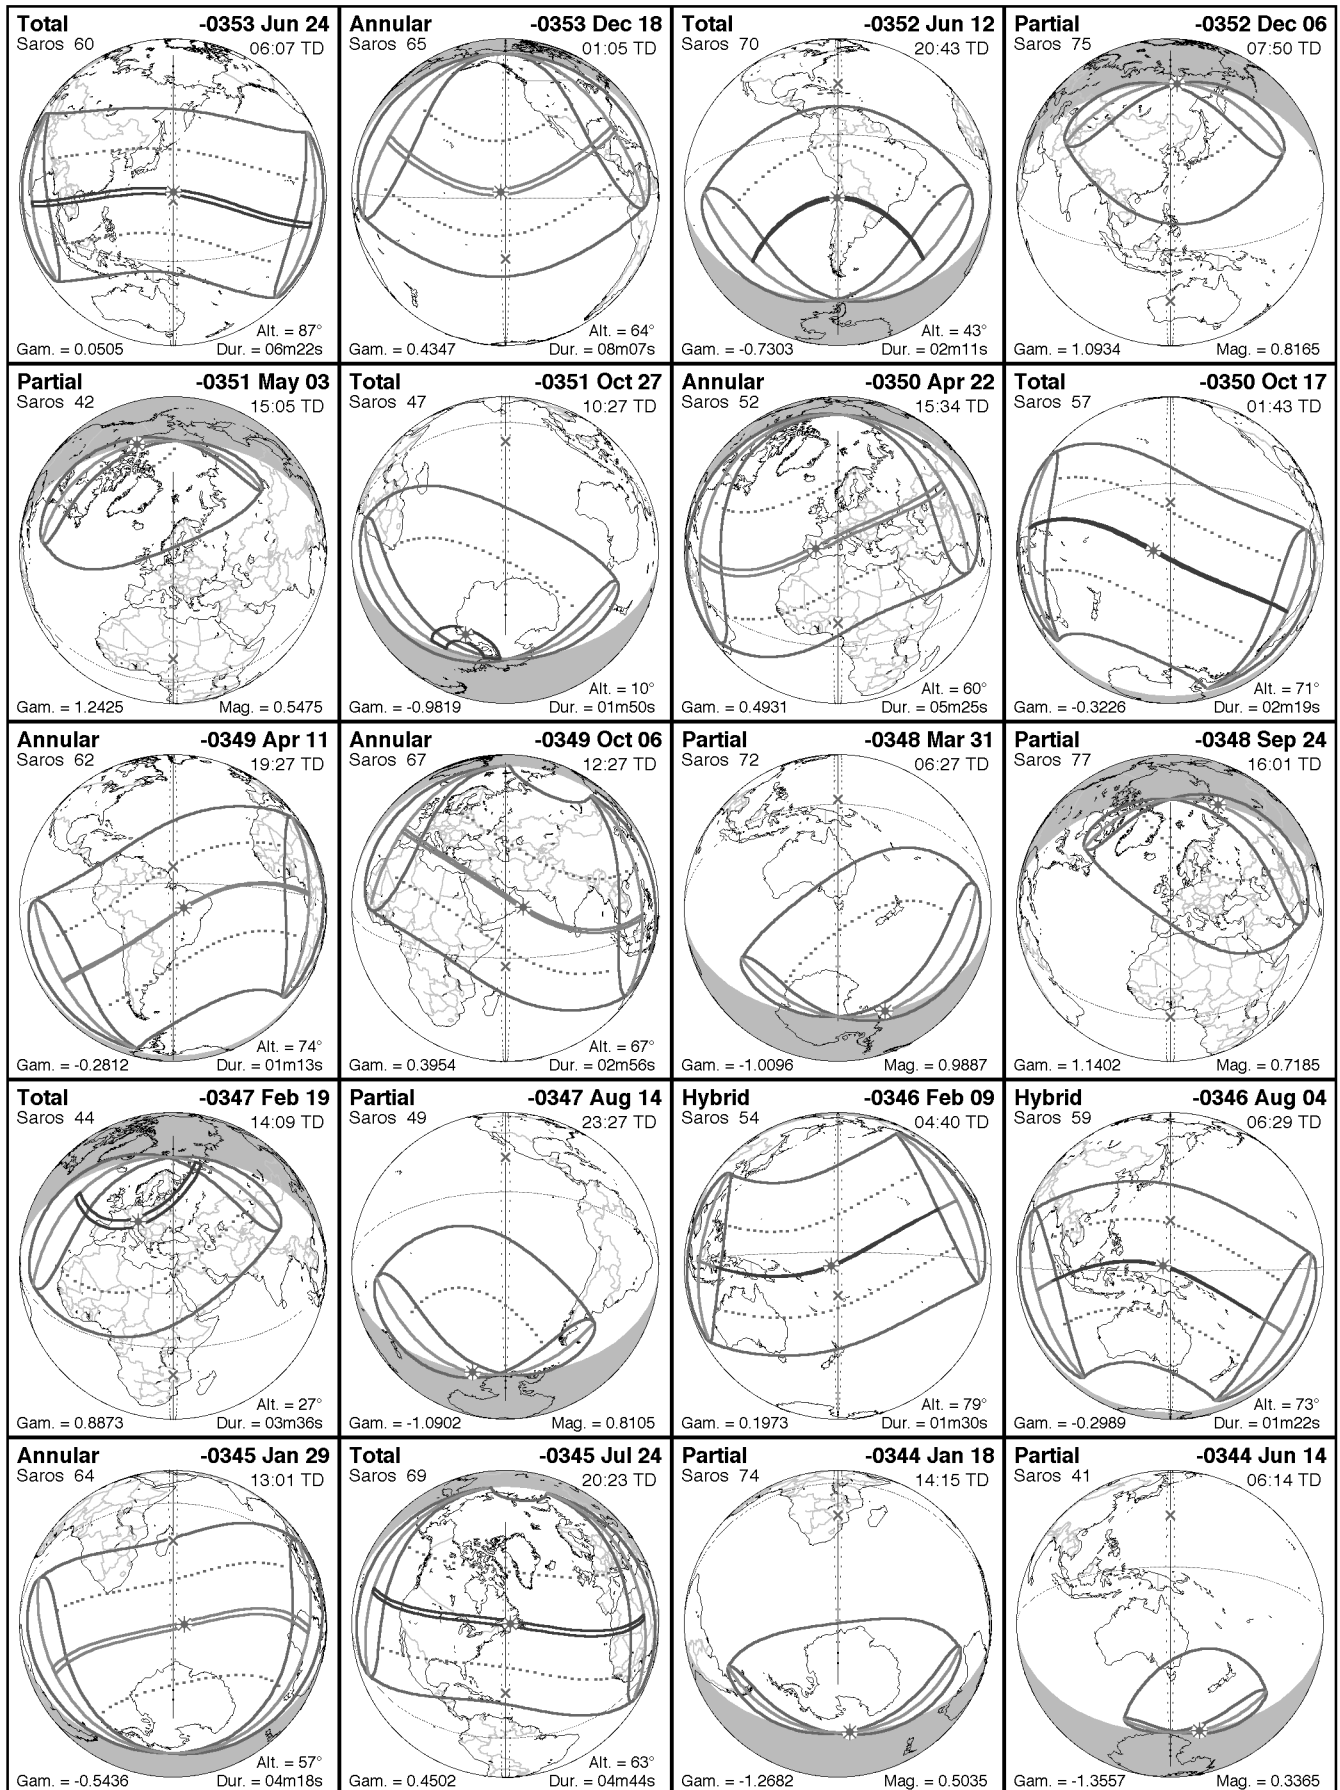 Total -0353 Jun 24
Saros 60 06:07 TD
Alt. = 87°
Gam. = 0.0505 Dur. = 06m22s
Annular -0353 Dec 18
Saros 65 01:05 TD
Alt. = 64°
Gam. = 0.4347 Dur. = 08m07s
Total -0352 Jun 12
Saros 70 20:43 TD
Alt. = 43°
Gam. = -0.7303 Dur. = 02m11s
Partial -0352 Dec 06
Saros 75 07:50 TD
Gam. = 1.0934 Mag. = 0.8165
Partial -0351 May 03
Saros 42 15:05 TD
Gam. = 1.2425 Mag. = 0.5475
Total -0351 Oct 27
Saros 47 10:27 TD
Alt. = 10°
Gam. = -0.9819 Dur. = 01m50s
Annular -0350 Apr 22
Saros 52 15:34 TD
Alt. = 60°
Gam. = 0.4931 Dur. = 05m25s
Total -0350 Oct 17
Saros 57 01:43 TD
Alt. = 71°
Gam. = -0.3226 Dur. = 02m19s
Annular -0349 Apr 11
Saros 62 19:27 TD
Alt. = 74°
Gam. = -0.2812 Dur. = 01m13s
Annular -0349 Oct 06
Saros 67 12:27 TD
Alt. = 67°
Gam. = 0.3954 Dur. = 02m56s
Partial -0348 Mar 31
Saros 72 06:27 TD
Gam. = -1.0096 Mag. = 0.9887
Partial -0348 Sep 24
Saros 77 16:01 TD
Gam. = 1.1402 Mag. = 0.7185
Total -0347 Feb 19
Saros 44 14:09 TD
Alt. = 27°
Gam. = 0.8873 Dur. = 03m36s
Partial -0347 Aug 14
Saros 49 23:27 TD
Gam. = -1.0902 Mag. = 0.8105
Hybrid -0346 Feb 09
Saros 54 04:40 TD
Alt. = 79°
Gam. = 0.1973 Dur. = 01m30s
Hybrid -0346 Aug 04
Saros 59 06:29 TD
Alt. = 73°
Gam. = -0.2989 Dur. = 01m22s
Annular -0345 Jan 29
Saros 64 13:01 TD
Alt. = 57°
Gam. = -0.5436 Dur. = 04m18s
Total -0345 Jul 24
Saros 69 20:23 TD
Alt. = 63°
Gam. = 0.4502 Dur. = 04m44s
Partial -0344 Jan 18
Saros 74 14:15 TD
Gam. = -1.2682 Mag. = 0.5035
Partial -0344 Jun 14
Saros 41 06:14 TD
Gam. = -1.3557 Mag. = 0.3365